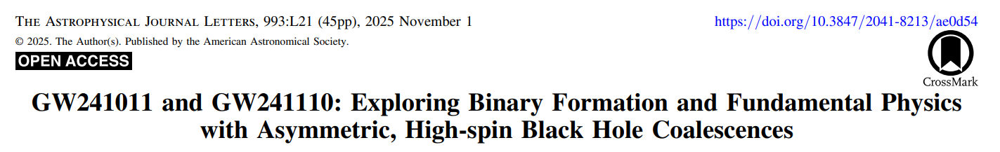 THE ASTROPHYSICAL JOURNAL LETTERS, 993:L21 (45pp), 2025 November 1
https://doi.org/10.3847/2041-8213/ae0d54
© 2025. The Author(s). Published by the American Astronomical Society.
OPEN ACCESS
CrossMark
GW241011 and GW241110: Exploring Binary Formation and Fundamental Physics
with Asymmetric, High-spin Black Hole Coalescences